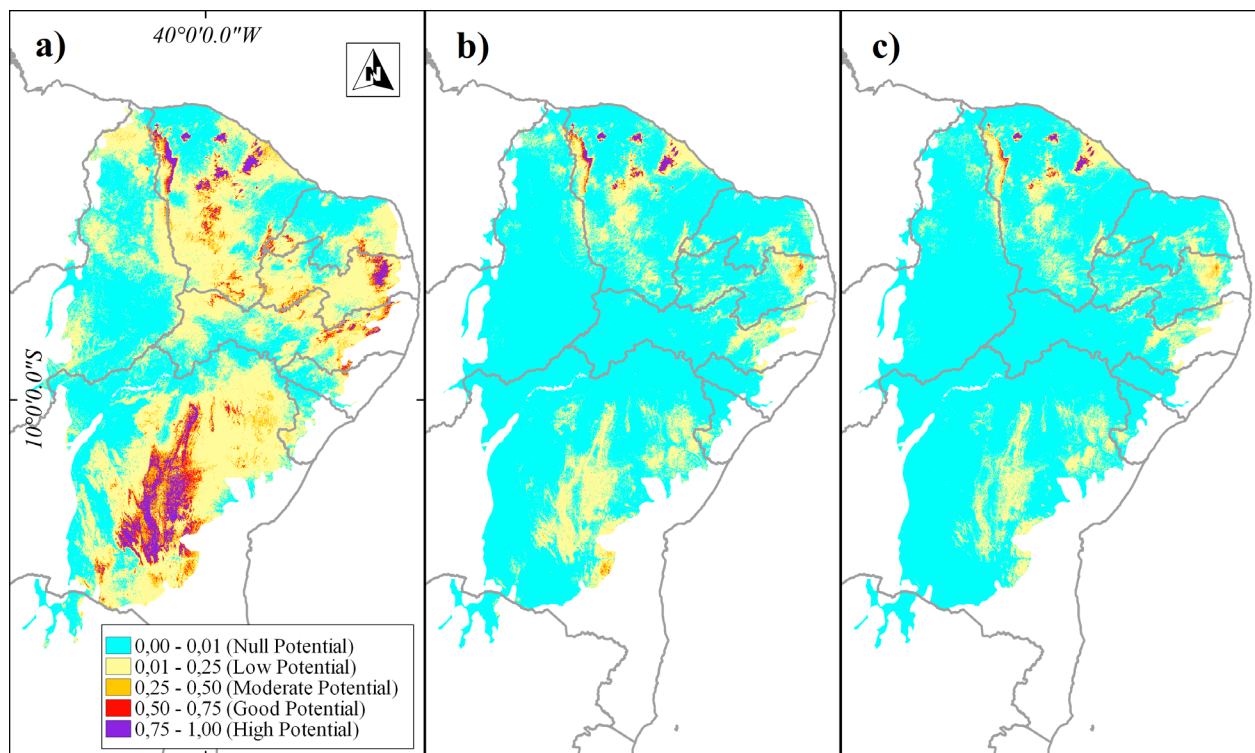 a)
40°0'0.0"W
N
b)
c)
10°0'0.0"S
0,00 - 0,01 (Null Potential)
0,01 - 0,25 (Low Potential)
0,25 - 0,50 (Moderate Potential)
0,50 - 0,75 (Good Potential)
0,75 - 1,00 (High Potential)